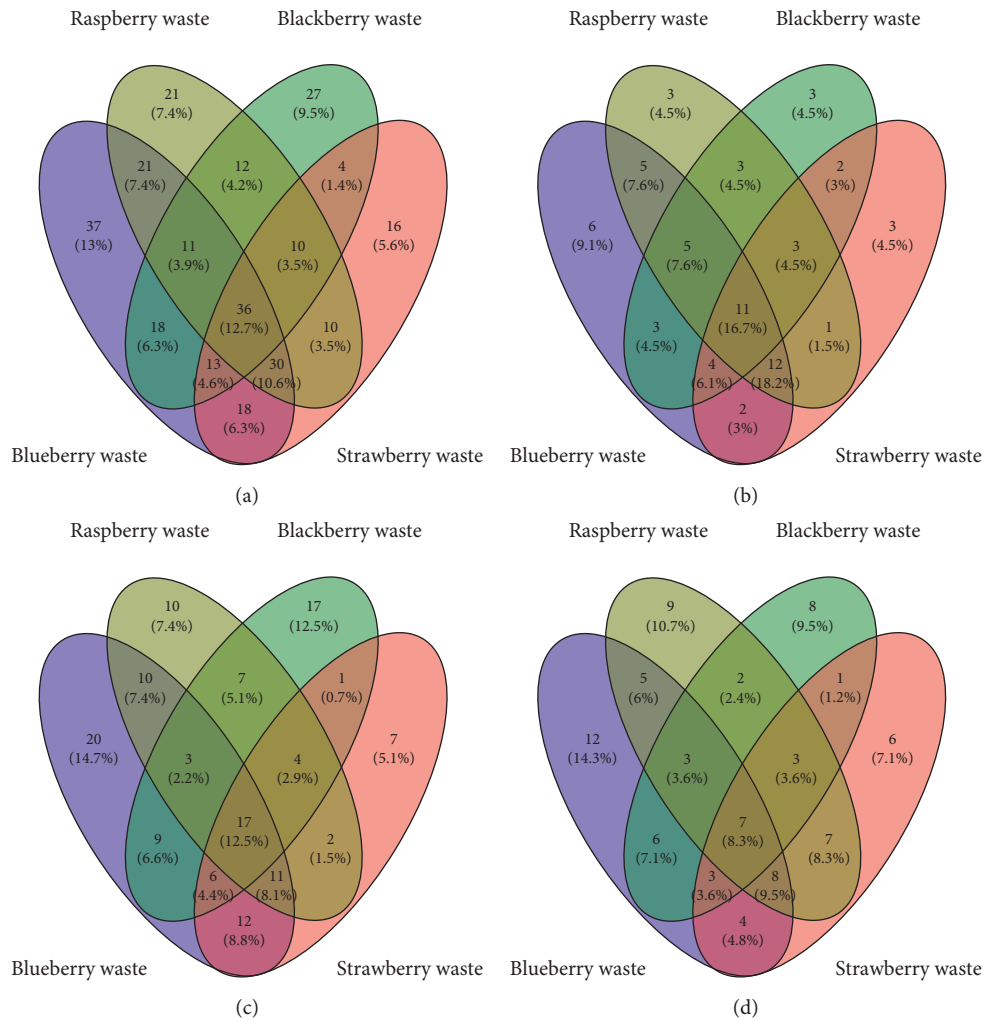 Raspberry waste Blackberry waste Raspberry waste Blackberry waste
21 27 3 3
(7.4%) (9.5%) (4.5%) (4.5%)
21 12 4 5 3 2
(7.4%) (4.2%) (1.4%) (7.6%) (4.5%) (3%)
37 16 6 3
(13%) (5.6%) (9.1%) (4.5%)
11 10 5 3
(3.9%) (3.5%) (7.6%) (4.5%)
36 11
(12.7%) (16.7%)
18 10 3 1
(6.3%) (3.5%) (4.5%) (1.5%)
13 30 4 12
(4.6%) (10.6%) (6.1%) (18.2%)
18 2
(6.3%) (3%)
Blueberry waste Strawberry waste Blueberry waste Strawberry waste
(a) (b)
Raspberry waste Blackberry waste Raspberry waste Blackberry waste
10 17 9 8
(7.4%) (12.5%) (10.7%) (9.5%)
10 7 1 5 2 1
(7.4%) (5.1%) (0.7%) (6%) (2.4%) (1.2%)
20 7 12 6
(14.7%) (5.1%) (14.3%) (7.1%)
3 4 3 3
(2.2%) (2.9%) (3.6%) (3.6%)
17 7
(12.5%) (8.3%)
9 2 6 7
(6.6%) (1.5%) (7.1%) (8.3%)
6 11 3 8
(4.4%) (8.1%) (3.6%) (9.5%)
12 4
(8.8%) (4.8%)
Blueberry waste Strawberry waste Blueberry waste Strawberry waste
(c) (d)